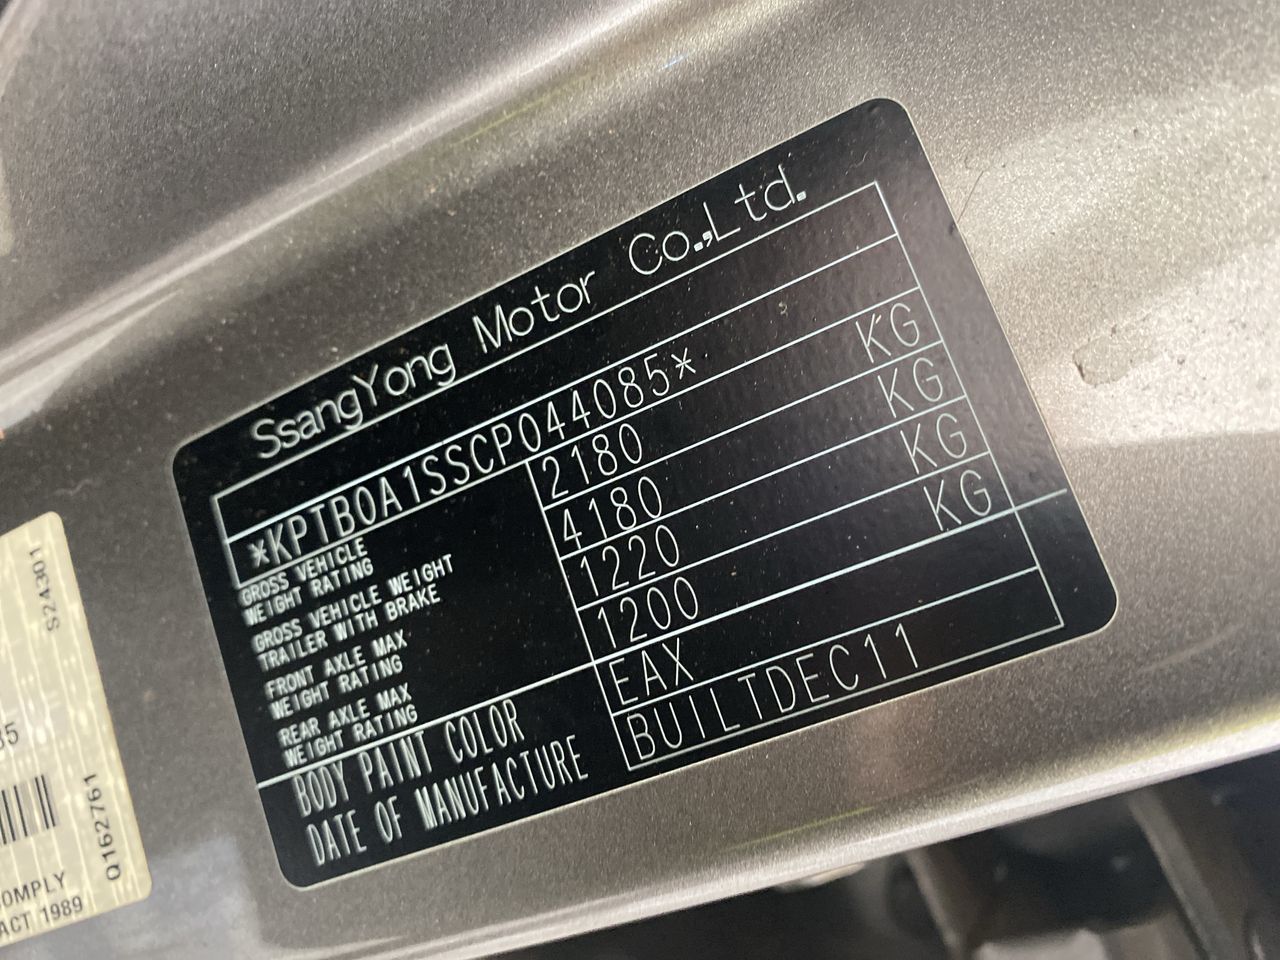 SsangYong Motor Co.,Ltd.
*KPTB0A1SSCP044085*
GROSS VEHICLE
WEIGHT RATING
2180 KG
GROSS VEHICLE WEIGHT
TRAILER WITH BRAKE
4180 KG
FRONT AXLE MAX
WEIGHT RATING
1220 KG
REAR AXLE MAX
WEIGHT RATING
1200 KG
BODY PAINT COLOR EAX
DATE OF MANUFACTURE BUILTDEC11
S24301
Q162761
ACT 1989